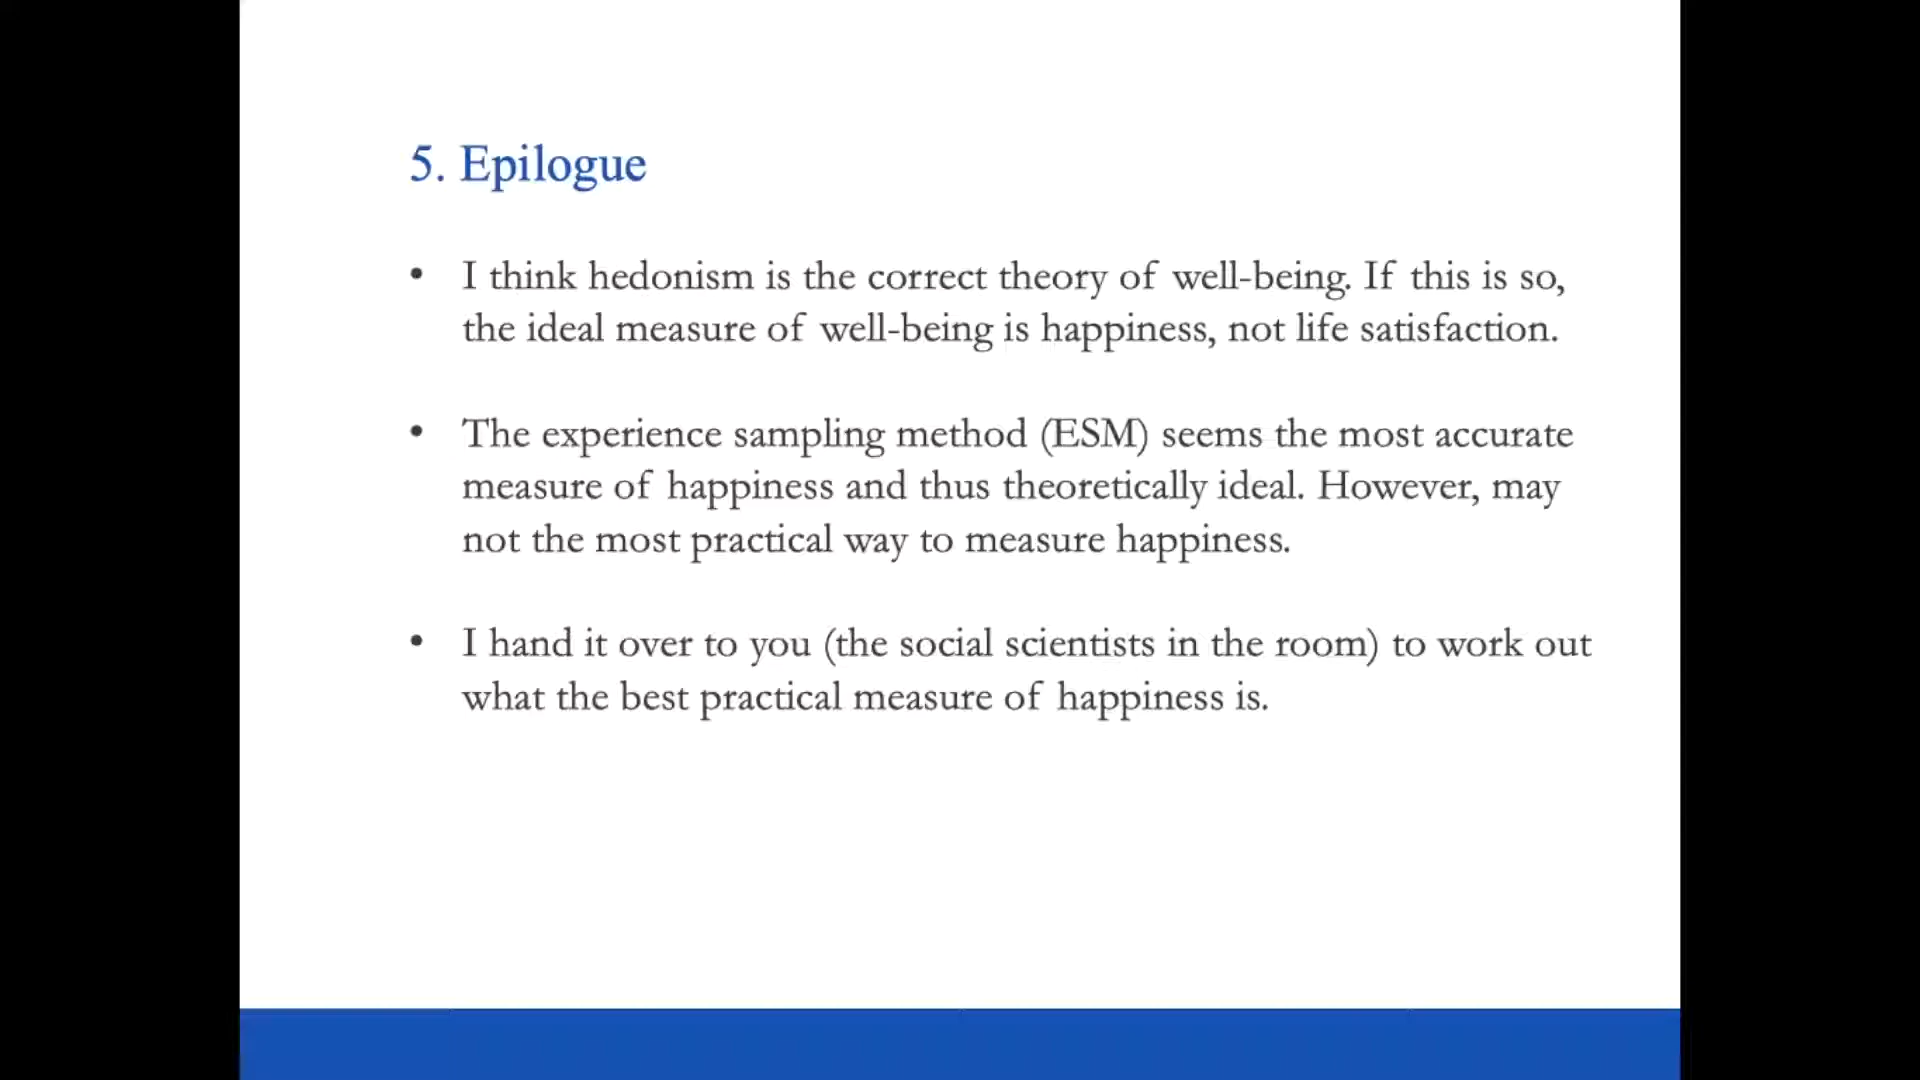 5. Epilogue
• I think hedonism is the correct theory of well-being. If this is so,
the ideal measure of well-being is happiness, not life satisfaction.
• The experience sampling method (ESM) seems the most accurate
measure of happiness and thus theoretically ideal. However, may
not the most practical way to measure happiness.
• I hand it over to you (the social scientists in the room) to work out
what the best practical measure of happiness is.